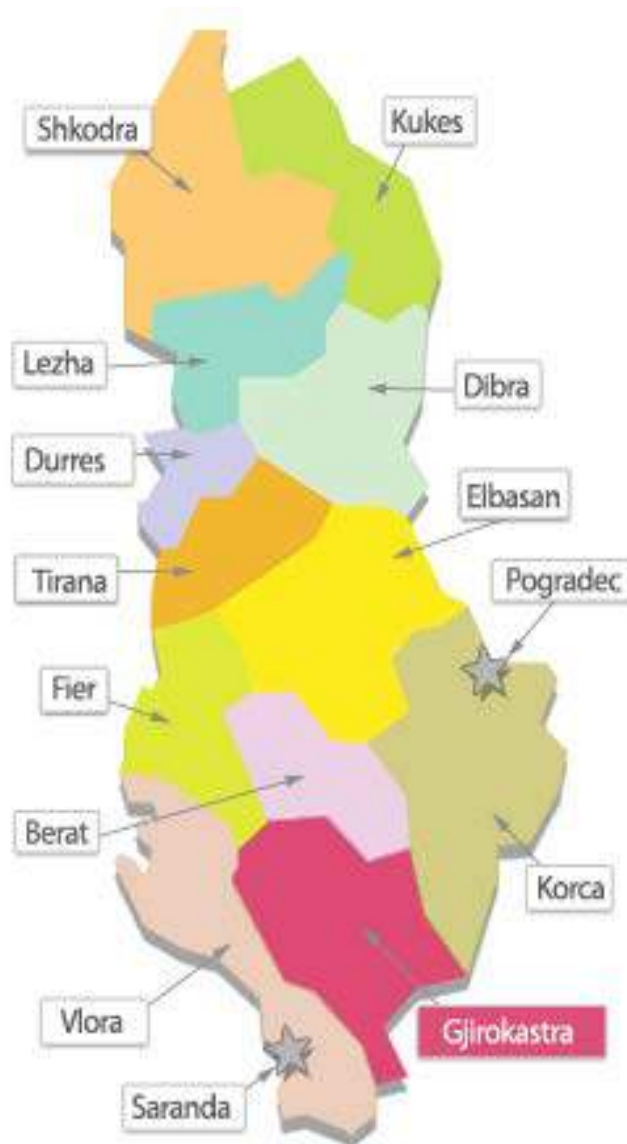 Shkodra
Kukes
Lezha
Dibra
Durres
Elbasan
Tirana
Pogradec
Fier
Berat
Korca
Vlora
Gjirokastra
Saranda